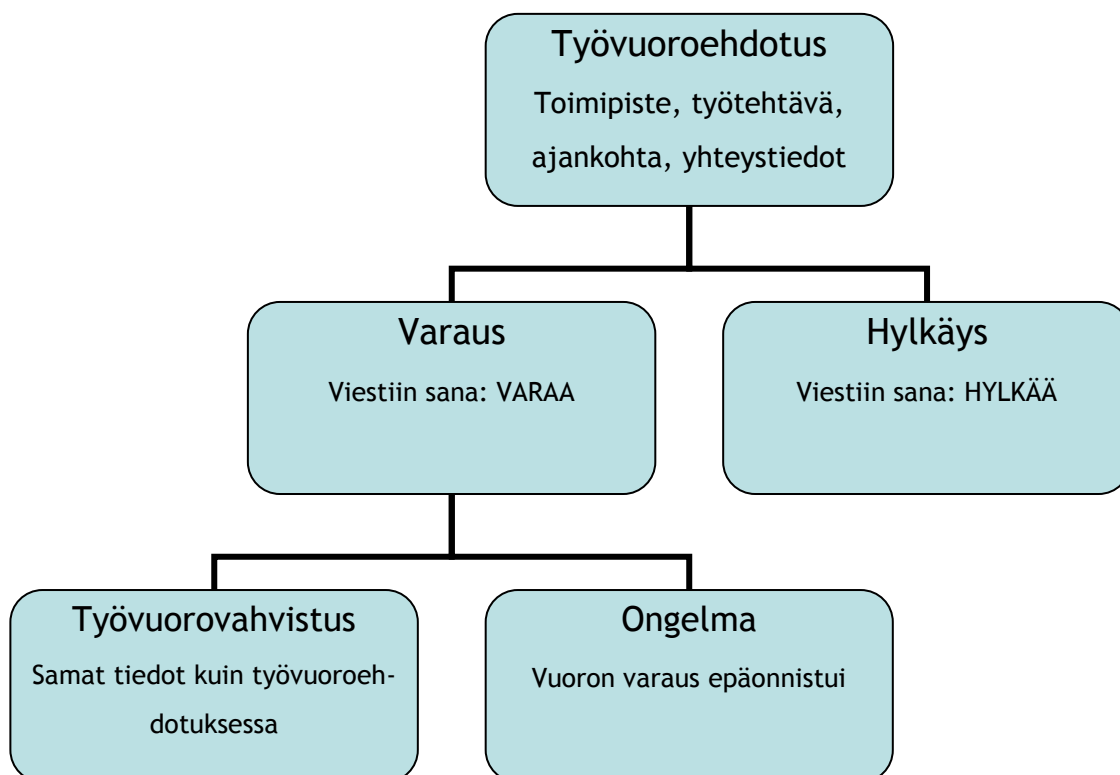 Työvuoroehdotus
Toimipiste, työtehtävä,
ajankohta, yhteystiedot
Varaus
Viestiin sana: VARAA
Hylkäys
Viestiin sana: HYLKÄÄ
Työvuorovahvistus
Samat tiedot kuin työvuoroeh-
dotuksessa
Ongelma
Vuoron varaus epäonnistui